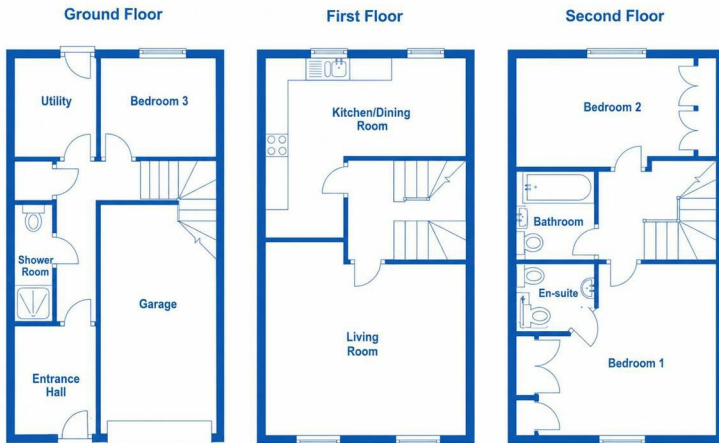 Ground Floor
First Floor
Second Floor
Utility
Bedroom 3
Shower
Room
Garage
Entrance
Hall
Kitchen/Dining
Room
Living
Room
Bedroom 2
Bathroom
En-suite
Bedroom 1